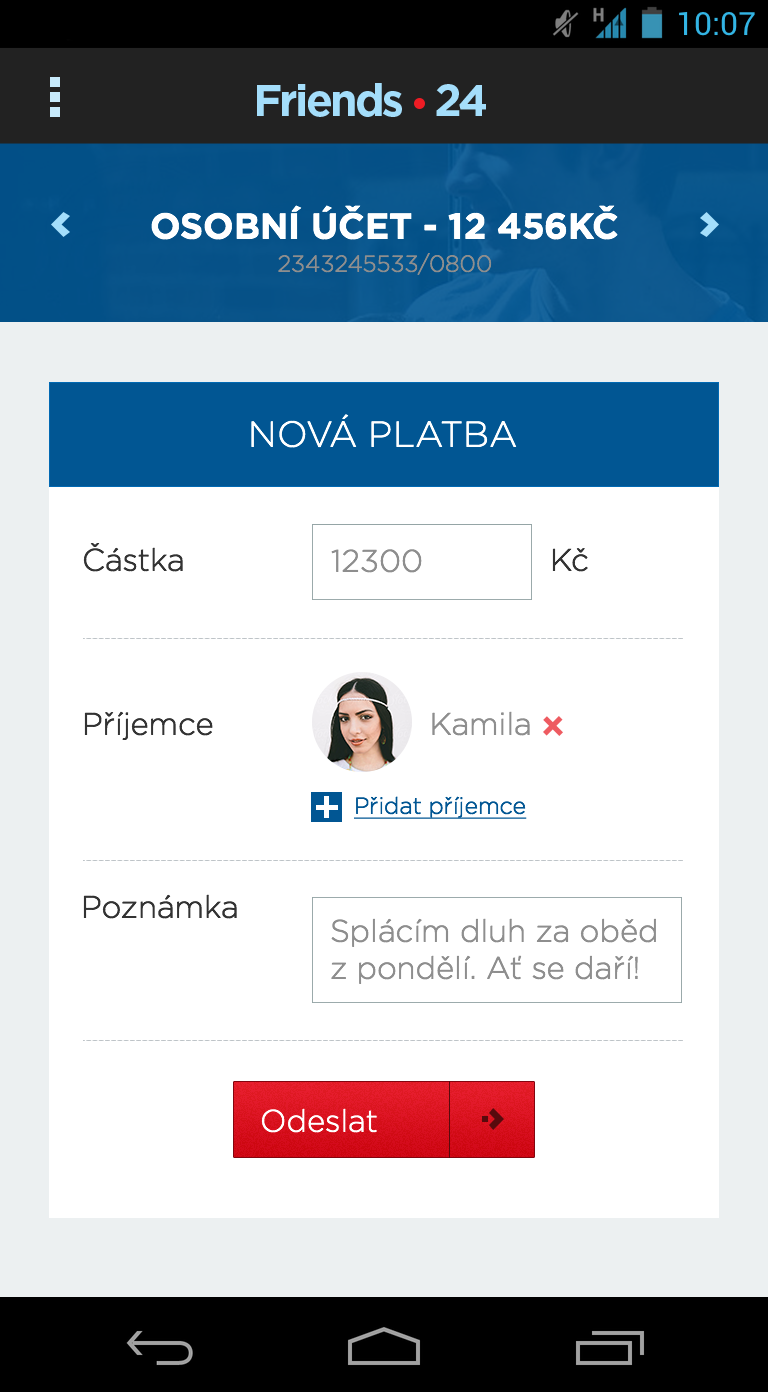 H 10:07
Friends • 24
OSOBNÍ ÚČET - 12 456KČ
2343245533/0800
NOVÁ PLATBA
Částka 12300 Kč
Příjemce Kamila
Přidat příjemce
Poznámka
Splácím dluh za oběd
z pondělí. Ať se daří!
Odeslat